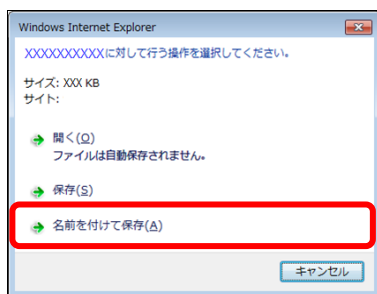 Windows Internet Explorer
XXXXXXXXXXに対して行う操作を選択してください。
サイズ: XXX KB
サイト:
開く(O)
ファイルは自動保存されません。
保存(S)
名前を付けて保存(A)
キャンセル